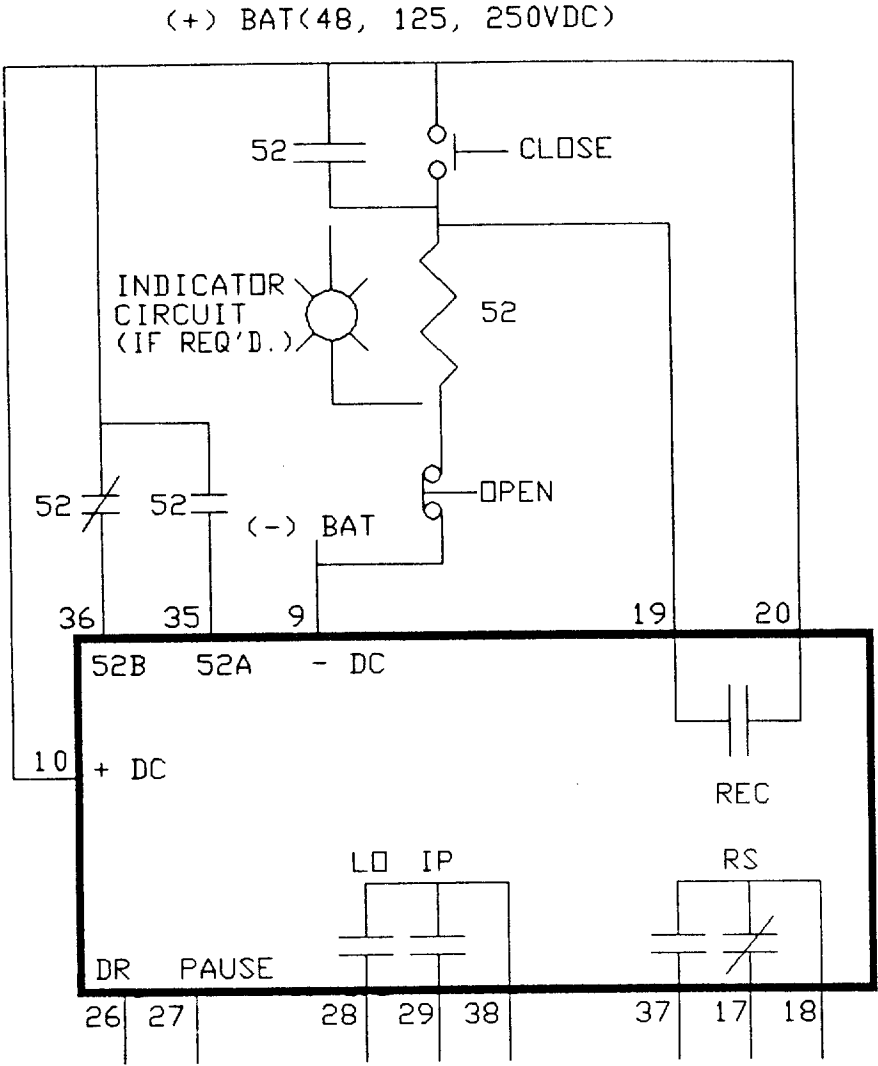 (+) BAT(48, 125, 250VDC)
52
CLOSE
INDICATOR
CIRCUIT
(IF REQ'D.)
52
52
52
OPEN
(-) BAT
36
35
9
19
20
52B
52A
- DC
10
+ DC
REC
LO
IP
RS
DR
PAUSE
26
27
28
29
38
37
17
18